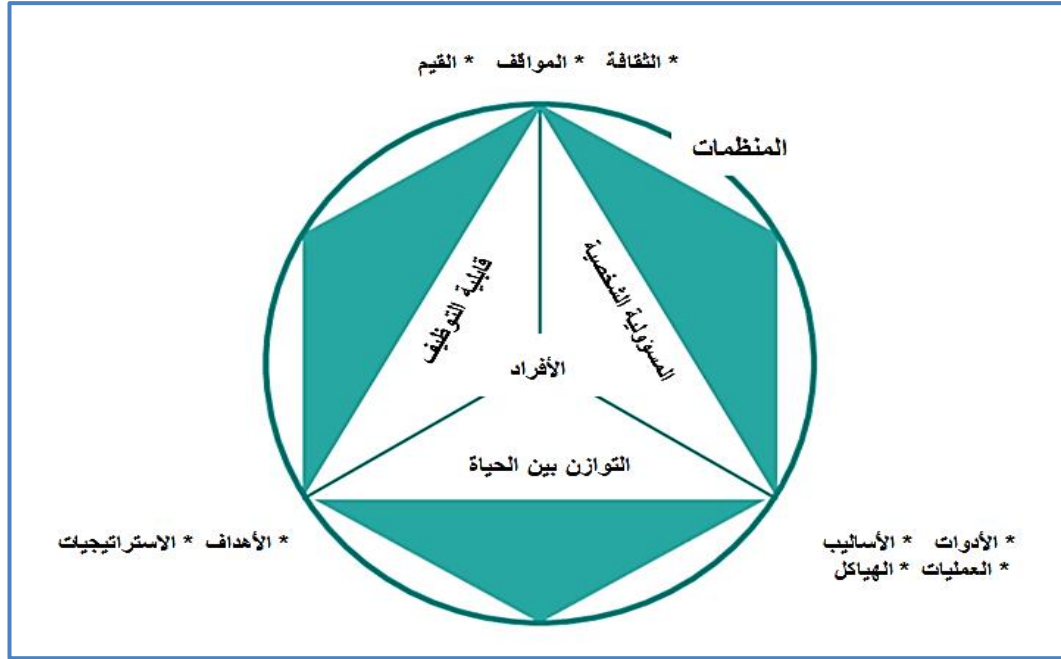 * الثقافة * المواقف * القيم
المنظمات
قابلية التوظيف
المسؤولية الشخصية
الأفراد
التوازن بين الحياة
* الأدوات * الأساليب
* العمليات * الهياكل
* الأهداف * الاستراتيجيات